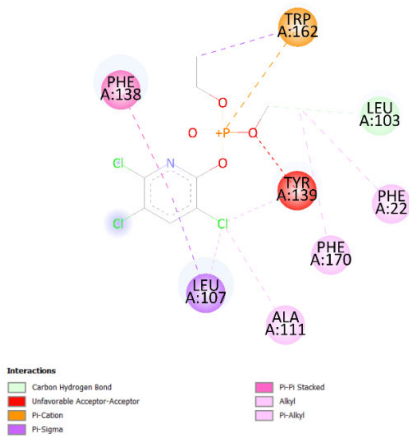 TRP
A:162
PHE
A:138
LEU
A:103
O
O
+P
O
Cl
N
O
TYR
A:139
PHE
A:22
Cl
Cl
PHE
A:170
LEU
A:107
ALA
A:111
Interactions
Carbon Hydrogen Bond
Unfavorable Acceptor-Acceptor
Pi-Cation
Pi-Sigma
Pi-Pi Stacked
Alkyl
Pi-Alkyl